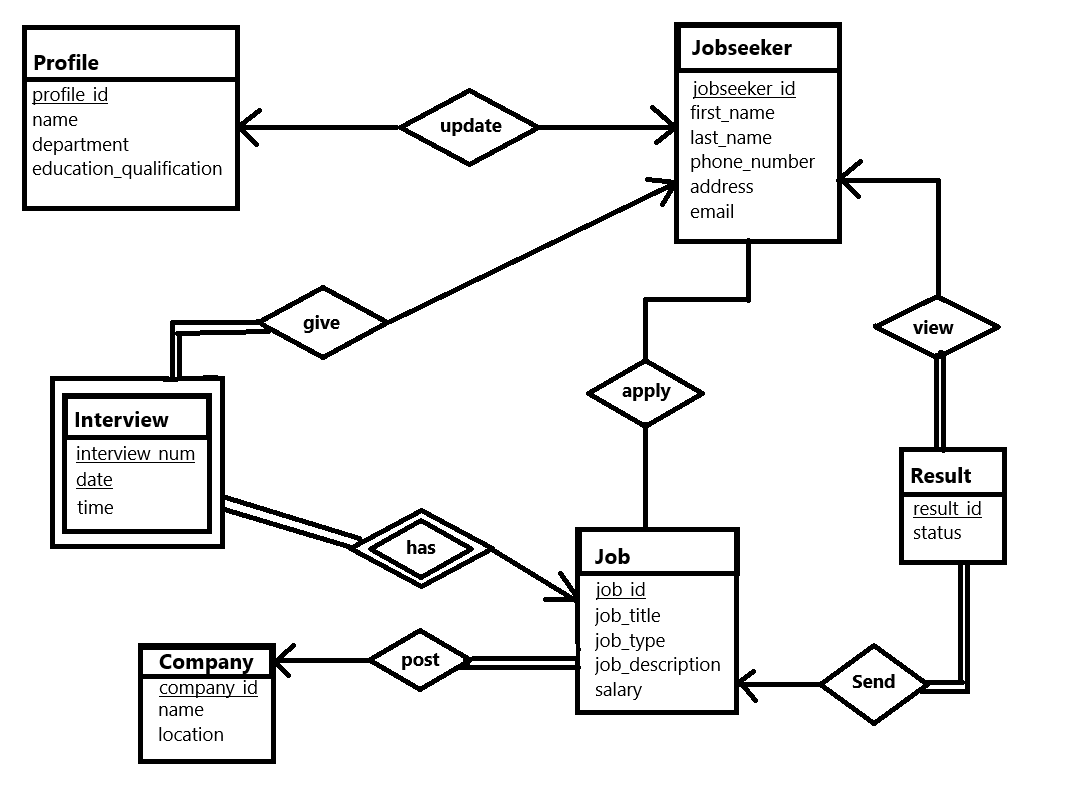 Profile
profile_id
name
department
education_qualification
update
Jobseeker
jobseeker_id
first_name
last_name
phone_number
address
email
give
apply
view
Interview
interview_num
date
time
has
Job
job_id
job_title
job_type
job_description
salary
Result
result_id
status
post
Send
Company
company_id
name
location